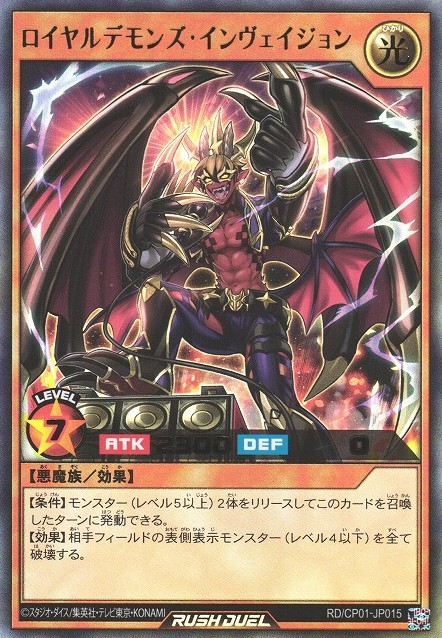 ロイヤルデモンズ・インヴェイジョン
ひかり
光
LEVEL
7
ATK 2300 DEF 0
【悪魔族／効果】
【条件】モンスター(レベル5以上)2体をリリースしてこのカードを召喚
したターンに発動できる。
【効果】相手フィールドの表側表示モンスター(レベル4以下)を全て
破壊する。
©スタジオ・ダイス/集英社・テレビ東京・KONAMI
RUSH DUEL
RD/CP01-JP015